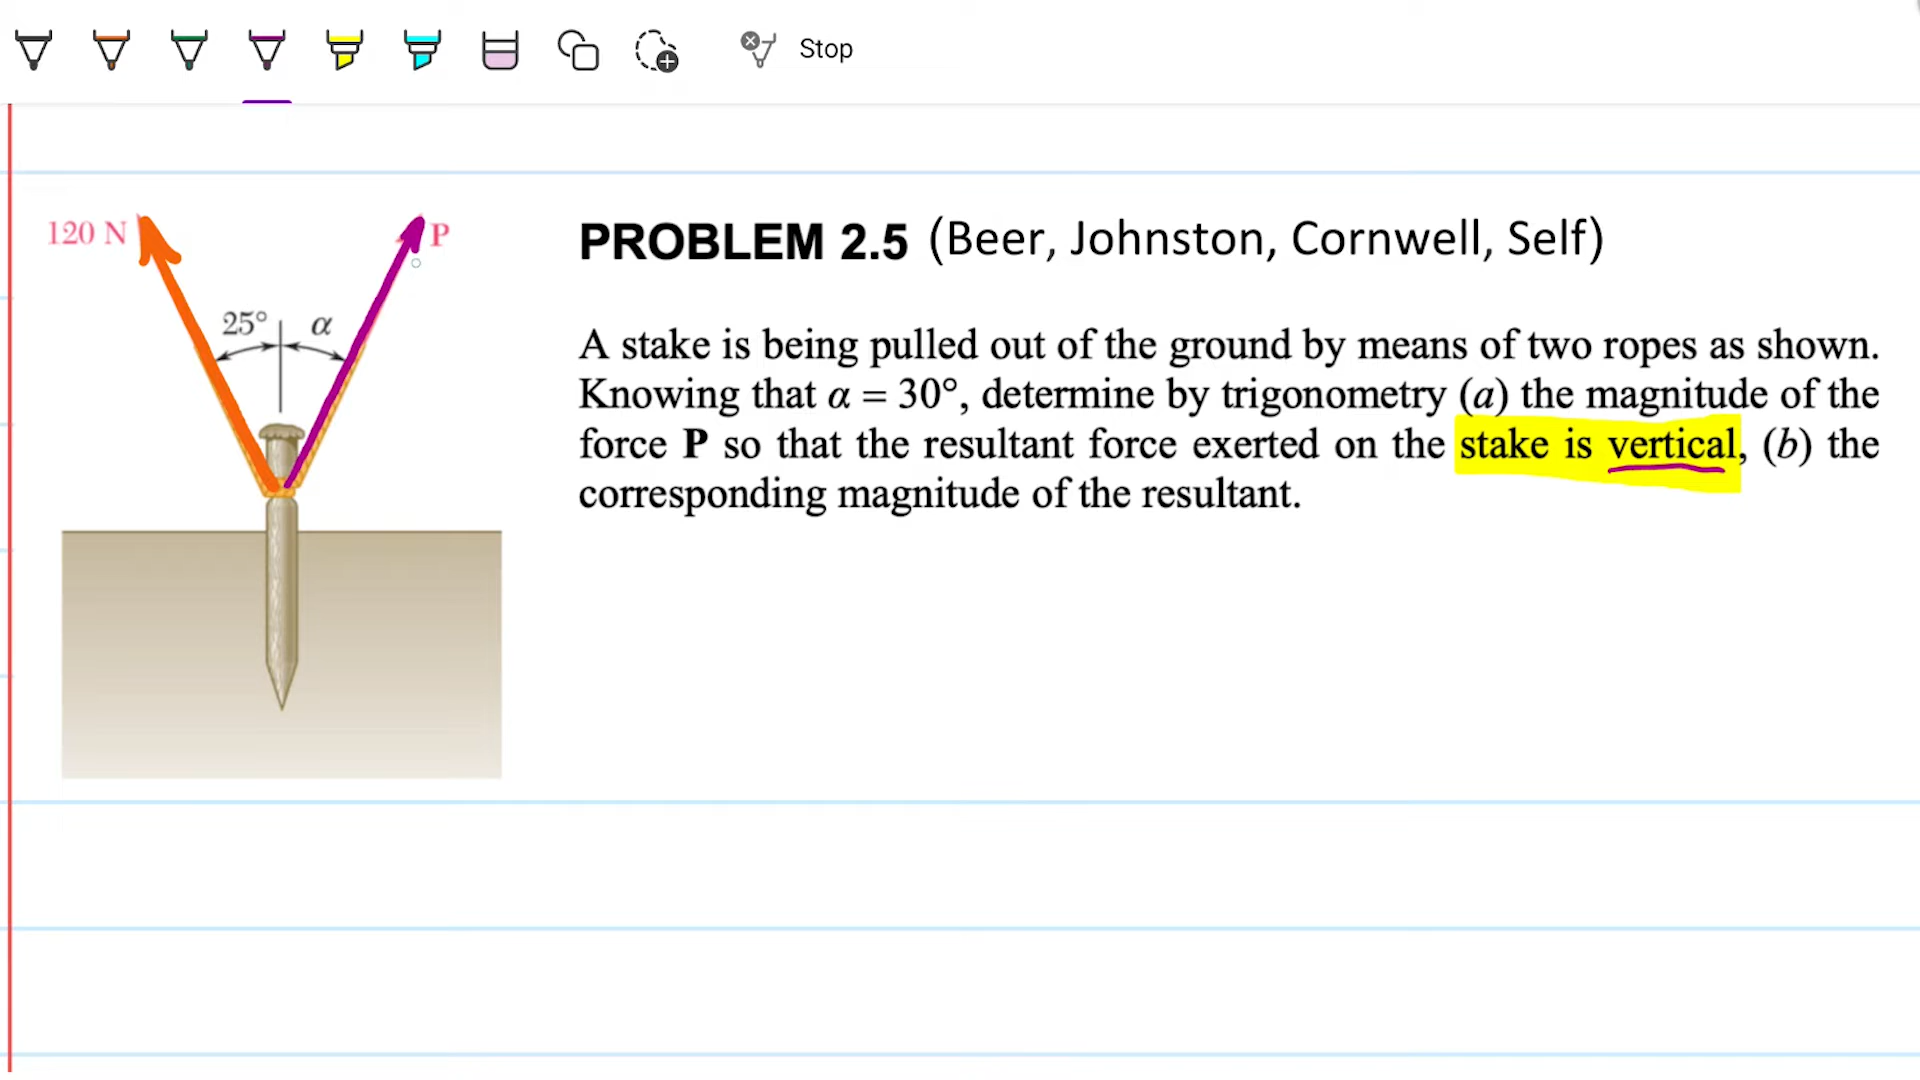 Stop
120 N
P
25°
α
PROBLEM 2.5 (Beer, Johnston, Cornwell, Self)
A stake is being pulled out of the ground by means of two ropes as shown.
Knowing that α = 30°, determine by trigonometry (a) the magnitude of the
force P so that the resultant force exerted on the stake is vertical, (b) the
corresponding magnitude of the resultant.